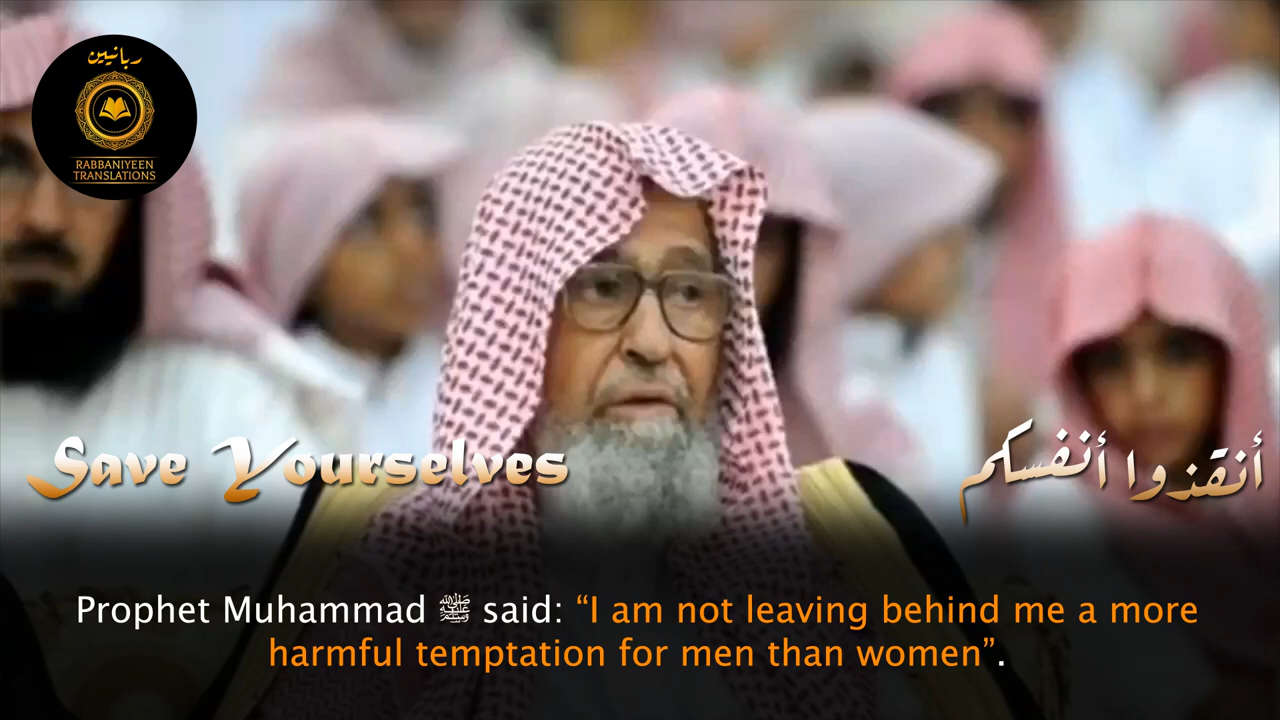 ربانيين
RABBANIYEEN
TRANSLATIONS
Save Yourselves
أنقذوا أنفسكم
Prophet Muhammad ﷺ said: “I am not leaving behind me a more
harmful temptation for men than women”.